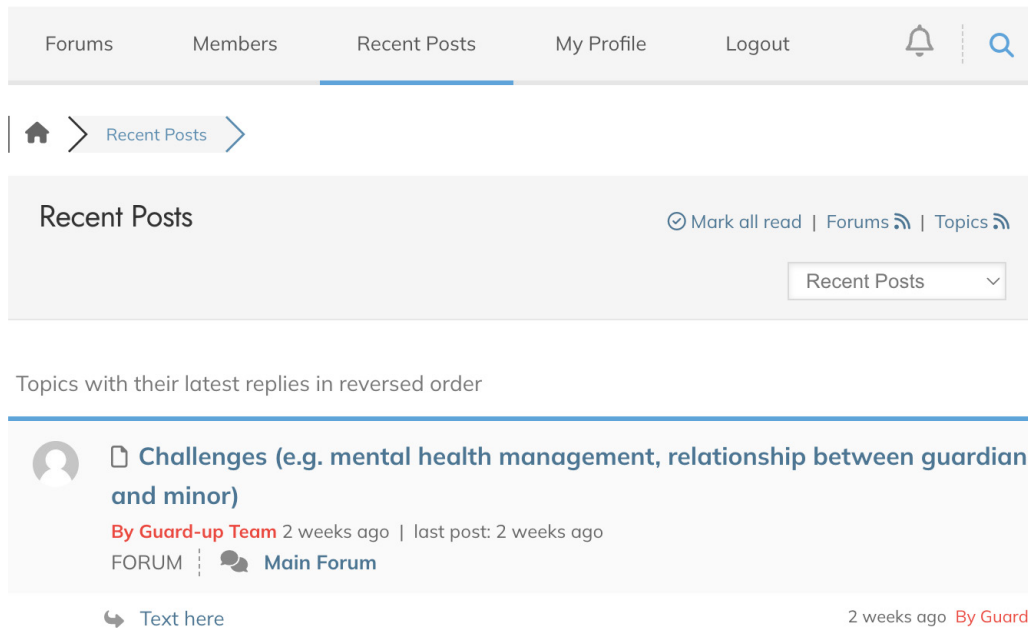 Forums Members Recent Posts My Profile Logout
Recent Posts
Recent Posts
Mark all read | Forums | Topics
Recent Posts
Topics with their latest replies in reversed order
Challenges (e.g. mental health management, relationship between guardian
and minor)
By Guard-up Team 2 weeks ago | last post: 2 weeks ago
FORUM Main Forum
Text here 2 weeks ago By Guard